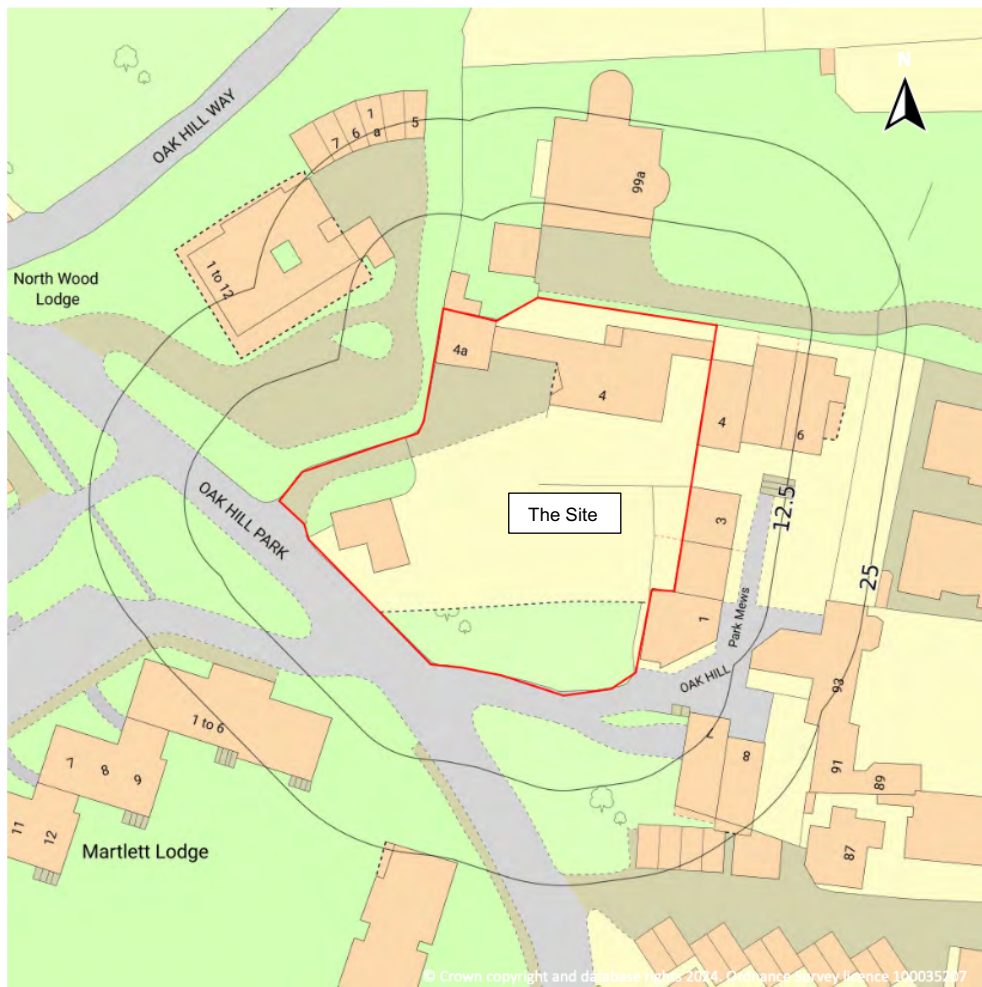 N
OAK HILL WAY
7
6
1
a
5
99a
1 to 12
North Wood
Lodge
4a
4
4
6
OAK HILL PARK
The Site
3
12.5
25
1
Park Mews
OAK HILL
93
1 to 6
7
8
91
89
7
8
9
11
12
87
Martlett Lodge
© Crown copyright and database rights 2024. Ordnance Survey licence 100035207